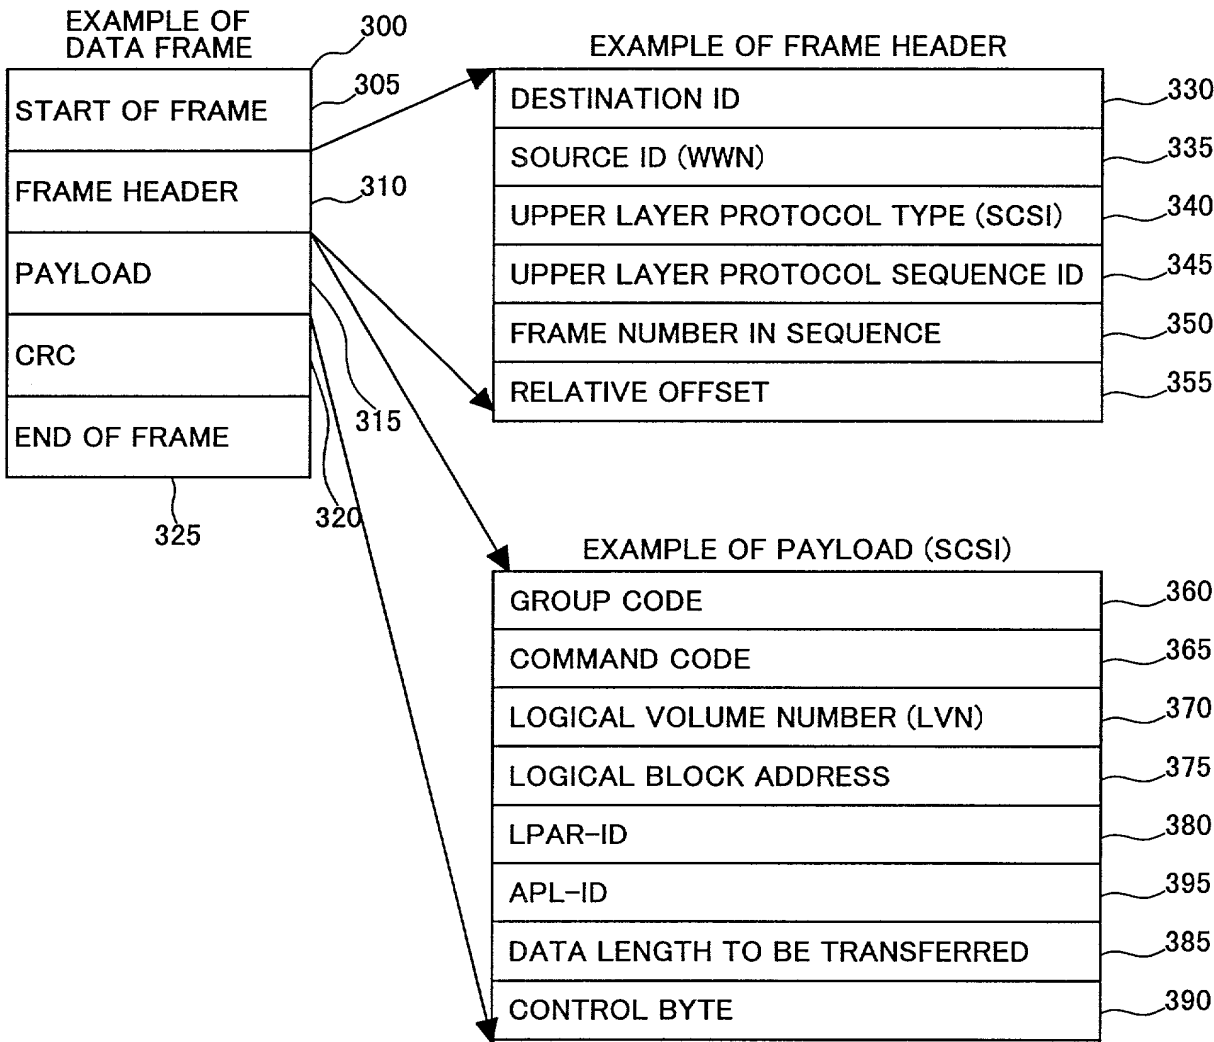 EXAMPLE OF
DATA FRAME
300
START OF FRAME
305
FRAME HEADER
310
PAYLOAD
315
CRC
320
END OF FRAME
325
EXAMPLE OF FRAME HEADER
DESTINATION ID
330
SOURCE ID (WWN)
335
UPPER LAYER PROTOCOL TYPE (SCSI)
340
UPPER LAYER PROTOCOL SEQUENCE ID
345
FRAME NUMBER IN SEQUENCE
350
RELATIVE OFFSET
355
EXAMPLE OF PAYLOAD (SCSI)
GROUP CODE
360
COMMAND CODE
365
LOGICAL VOLUME NUMBER (LVN)
370
LOGICAL BLOCK ADDRESS
375
LPAR-ID
380
APL-ID
395
DATA LENGTH TO BE TRANSFERRED
385
CONTROL BYTE
390